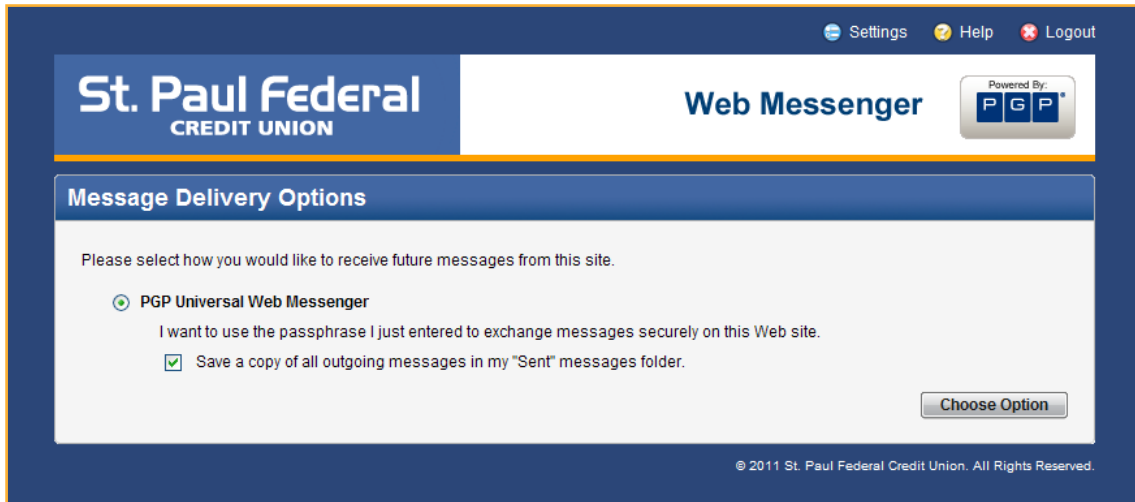 Settings Help Logout
St. Paul Federal
CREDIT UNION
Web Messenger
Powered By:
PGP®
Message Delivery Options
Please select how you would like to receive future messages from this site.
PGP Universal Web Messenger
I want to use the passphrase I just entered to exchange messages securely on this Web site.
Save a copy of all outgoing messages in my "Sent" messages folder.
Choose Option
© 2011 St. Paul Federal Credit Union. All Rights Reserved.